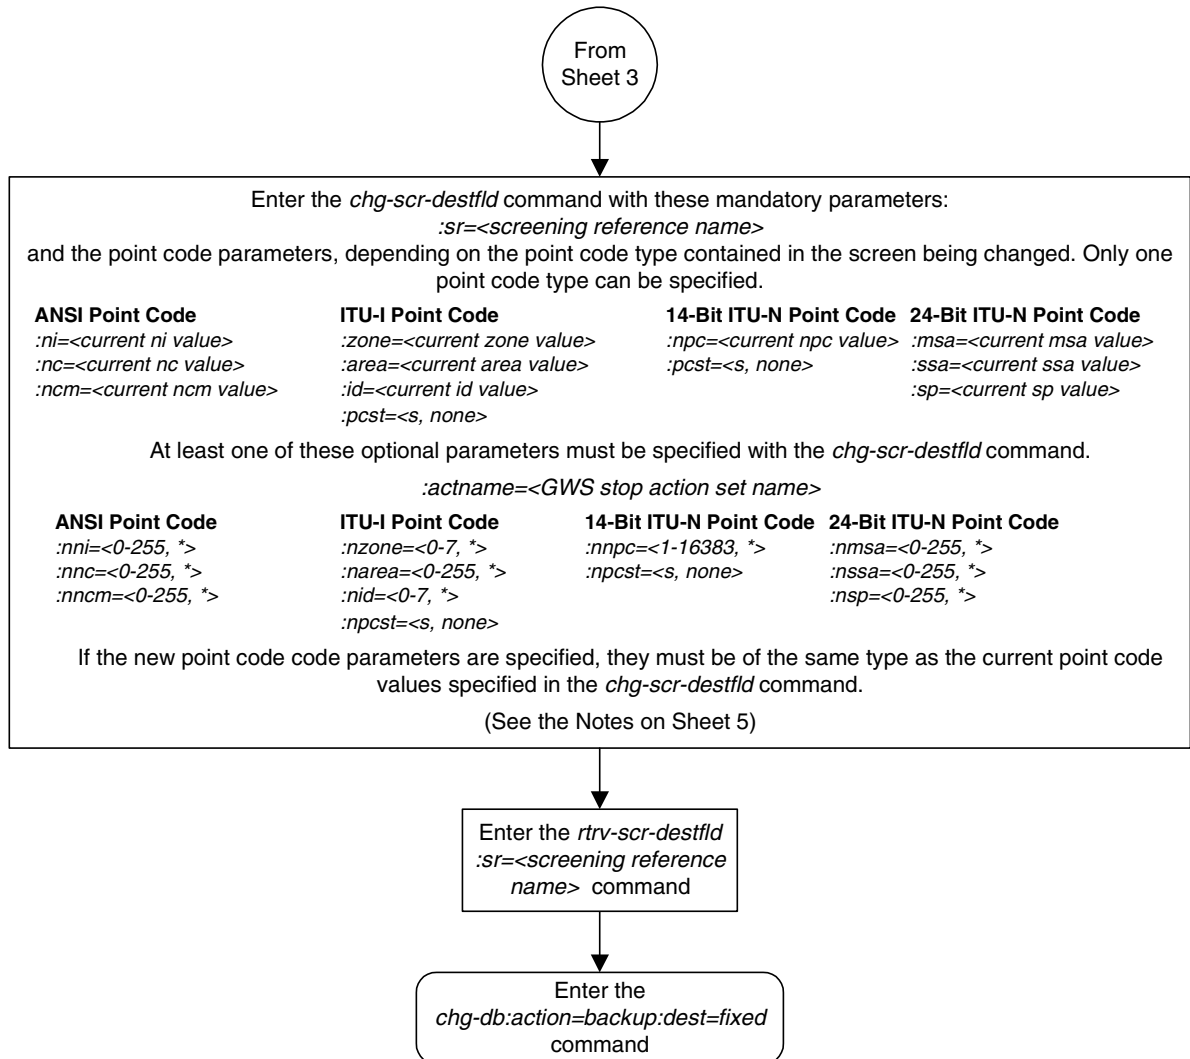 From
Sheet 3
Enter the chg-scr-destfld command with these mandatory parameters:
:sr=<screening reference name>
and the point code parameters, depending on the point code type contained in the screen being changed. Only one
point code type can be specified.
ANSI Point Code
:ni=<current ni value>
:nc=<current nc value>
:ncm=<current ncm value>
ITU-I Point Code
:zone=<current zone value>
:area=<current area value>
:id=<current id value>
:pcst=<s, none>
14-Bit ITU-N Point Code
:npc=<current npc value>
:pcst=<s, none>
24-Bit ITU-N Point Code
:msa=<current msa value>
:ssa=<current ssa value>
:sp=<current sp value>
At least one of these optional parameters must be specified with the chg-scr-destfld command.
:actname=<GWS stop action set name>
ANSI Point Code
:nni=<0-255, *>
:nnc=<0-255, *>
:nncm=<0-255, *>
ITU-I Point Code
:nzone=<0-7, *>
:narea=<0-255, *>
:nid=<0-7, *>
:npcst=<s, none>
14-Bit ITU-N Point Code
:nnpc=<1-16383, *>
:npcst=<s, none>
24-Bit ITU-N Point Code
:nmsa=<0-255, *>
:nssa=<0-255, *>
:nsp=<0-255, *>
If the new point code code parameters are specified, they must be of the same type as the current point code
values specified in the chg-scr-destfld command.
(See the Notes on Sheet 5)
Enter the rtrv-scr-destfld
:sr=<screening reference
name> command
Enter the
chg-db:action=backup:dest=fixed
command